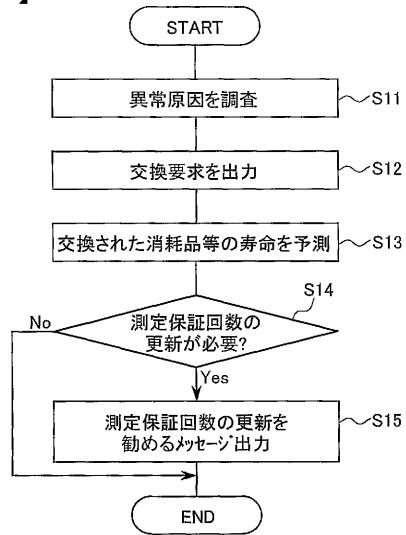 START
異常原因を調査
S11
交換要求を出力
S12
交換された消耗品等の寿命を予測
S13
S14
測定保証回数の
更新が必要?
No
Yes
測定保証回数の更新を
勧めるメッセージ出力
S15
END